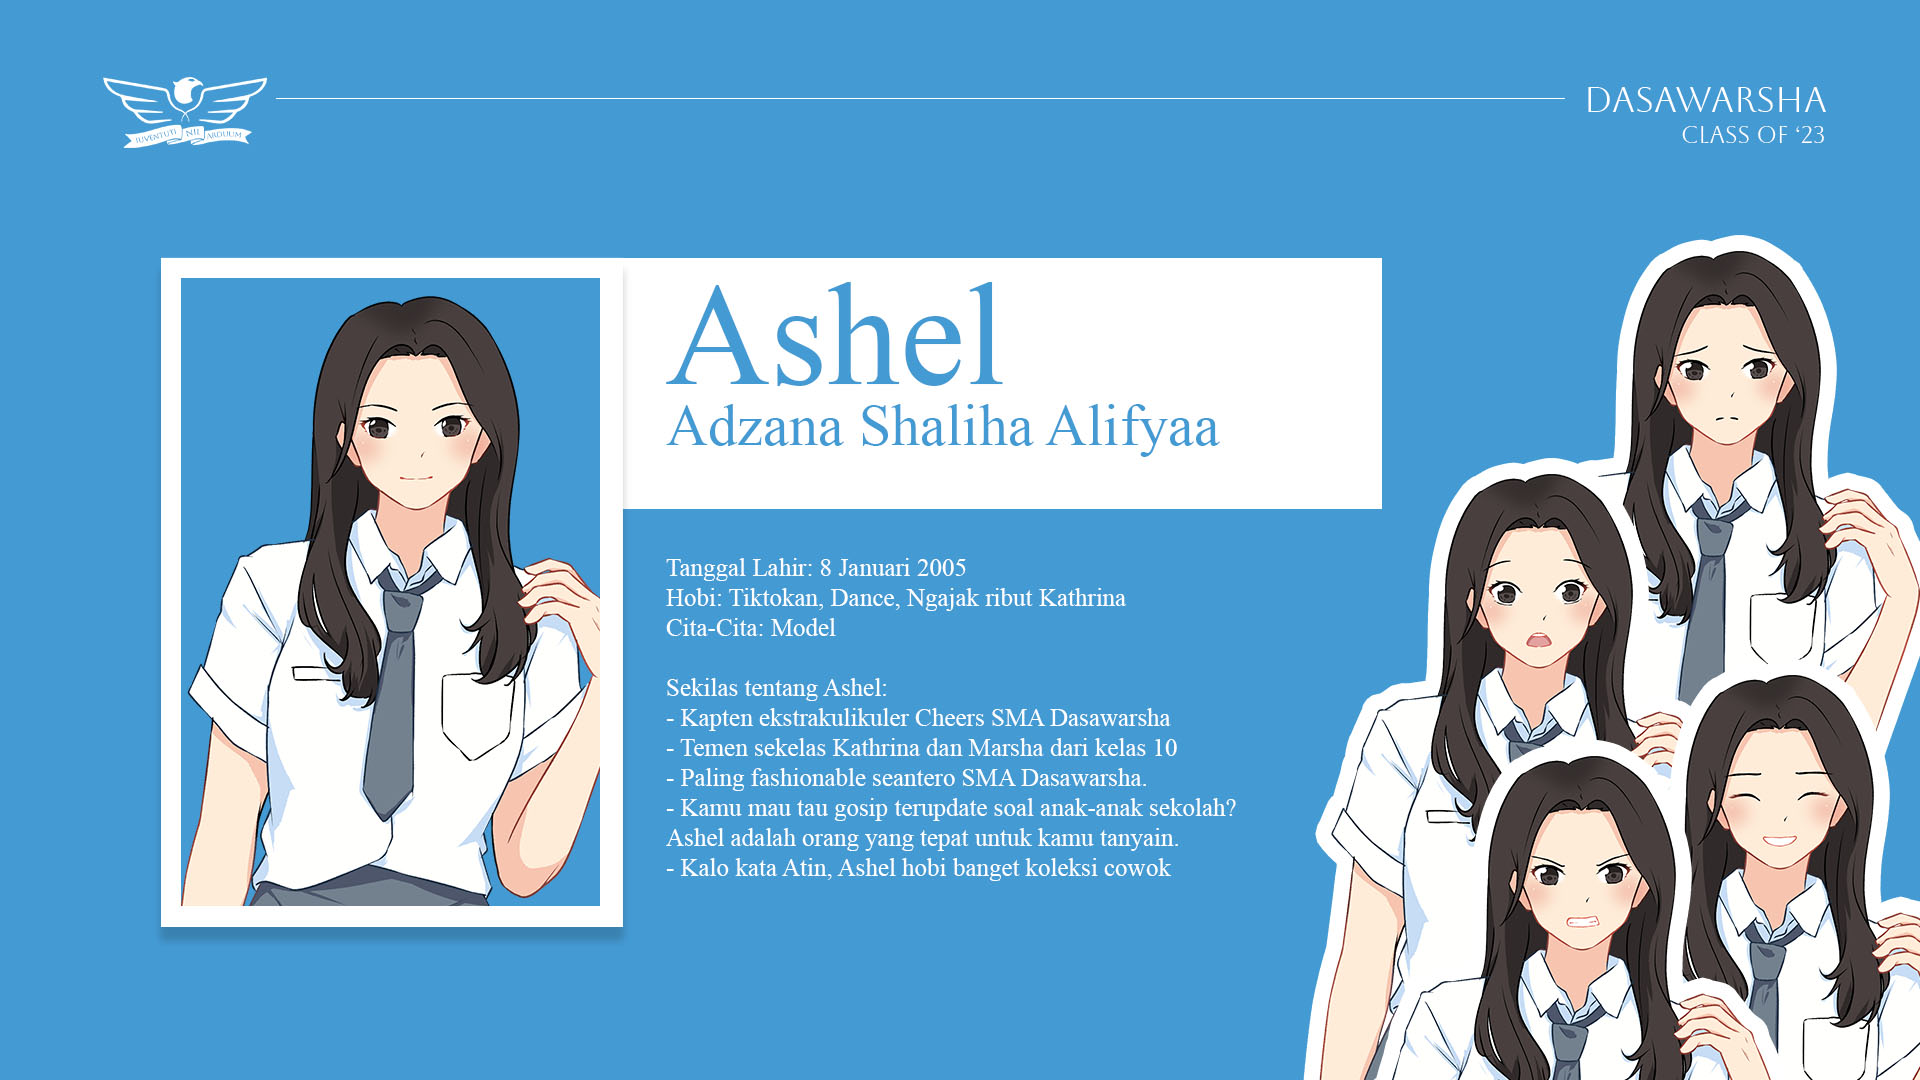 IUVENTUTI NIL ARDUUM
DASAWARSHA
CLASS OF ‘23
Ashel
Adzana Shaliha Alifyaa
Tanggal Lahir: 8 Januari 2005
Hobi: Tiktokan, Dance, Ngajak ribut Kathrina
Cita-Cita: Model
Sekilas tentang Ashel:
- Kapten ekstrakulikuler Cheers SMA Dasawarsha
- Temen sekelas Kathrina dan Marsha dari kelas 10
- Paling fashionable seantero SMA Dasawarsha.
- Kamu mau tau gosip terupdate soal anak-anak sekolah?
Ashel adalah orang yang tepat untuk kamu tanyain.
- Kalo kata Atin, Ashel hobi banget koleksi cowok